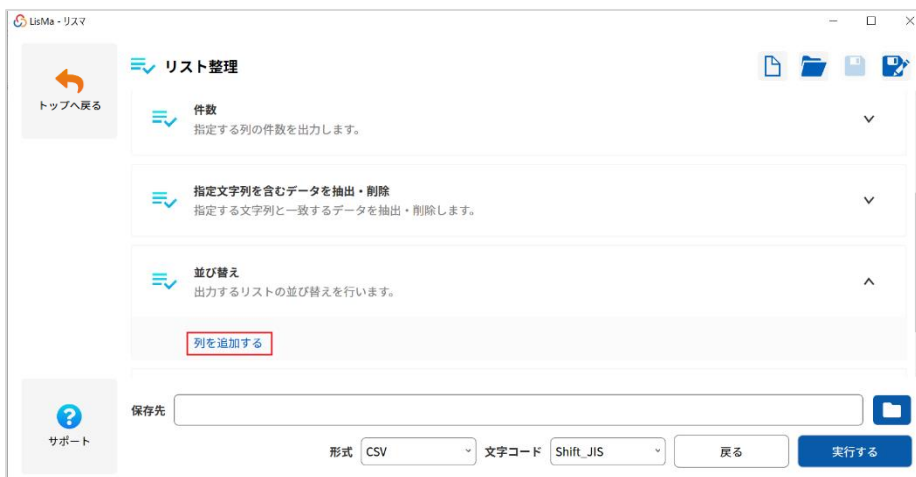 LisMa - リスマ
トップへ戻る
リスト整理
件数
指定する列の件数を出力します。
指定文字列を含むデータを抽出・削除
指定する文字列と一致するデータを抽出・削除します。
並び替え
出力するリストの並び替えを行います。
列を追加する
サポート
保存先
形式 CSV 文字コード Shift_JIS 戻る 実行する